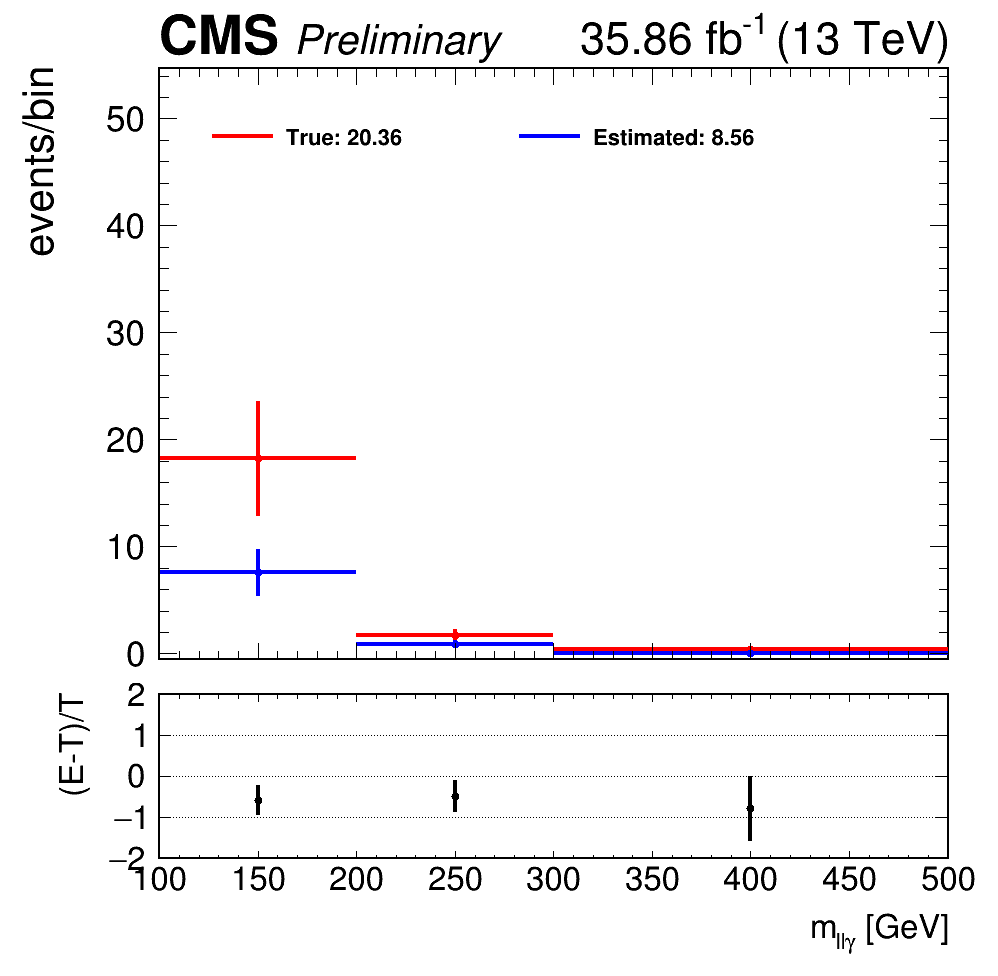 CMS Preliminary 35.86 fb-1 (13 TeV)
events/bin
50
40
30
20
10
0
True: 20.36 Estimated: 8.56
(E-T)/T
2
1
0
−1
−2
100 150 200 250 300 350 400 450 500
mllγ [GeV]